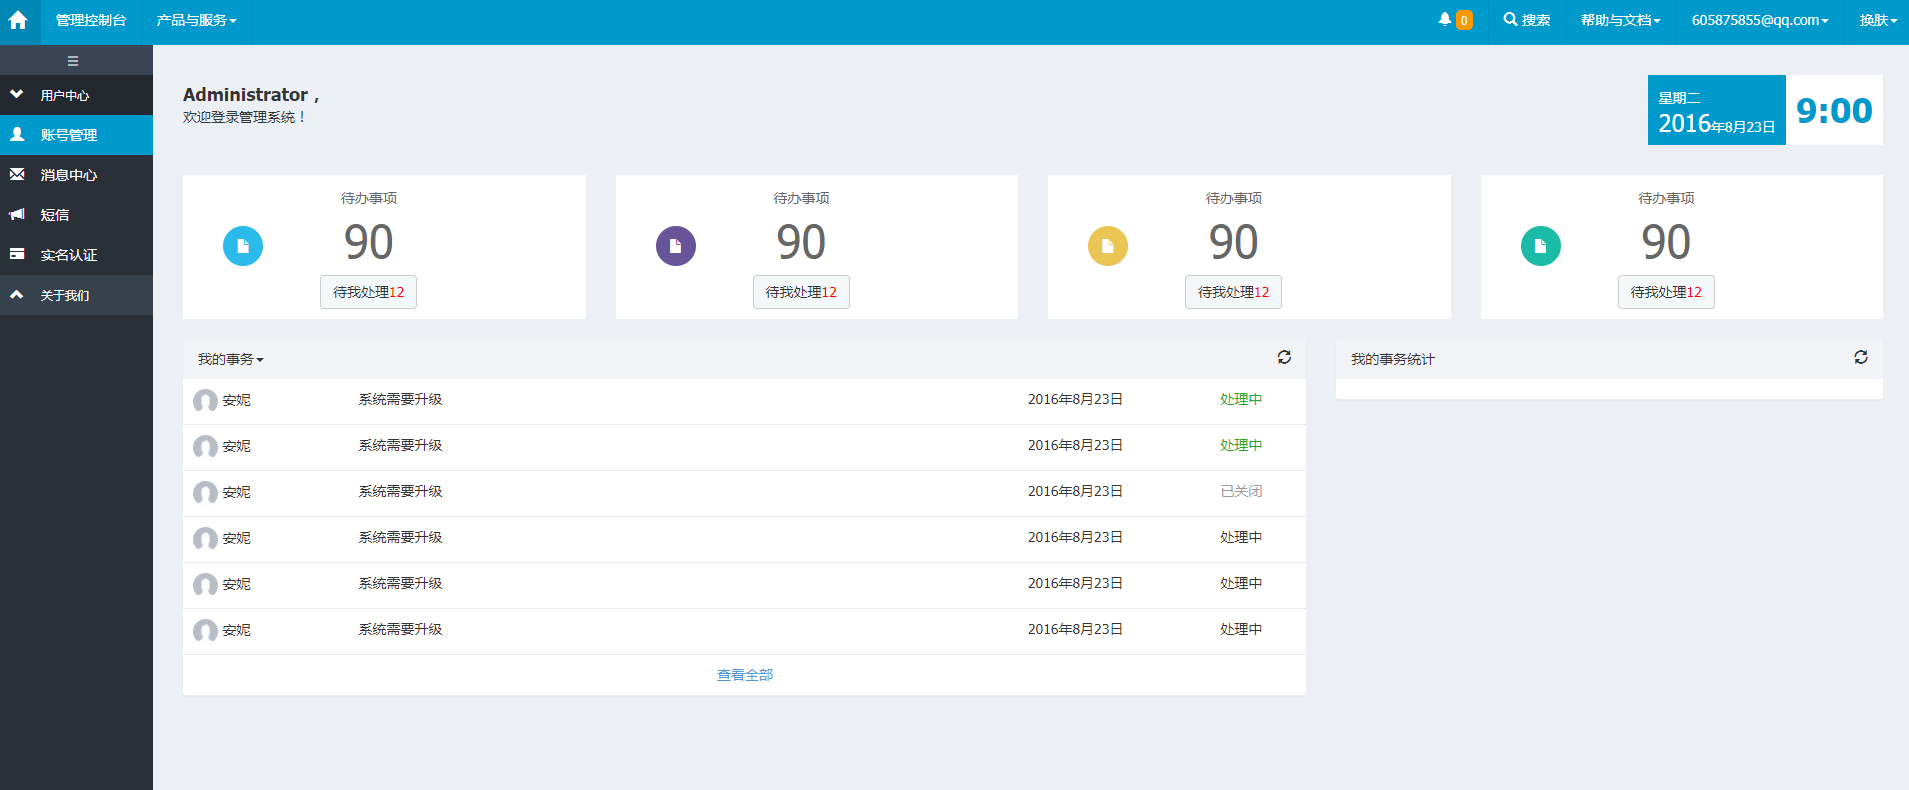 管理控制台 产品与服务 0 搜索 帮助与文档 605875855@qq.com 换肤
用户中心
账号管理
消息中心
短信
实名认证
关于我们
Administrator，
欢迎登录管理系统！
星期二
2016年8月23日
9:00
待办事项
90
待我处理12
待办事项
90
待我处理12
待办事项
90
待我处理12
待办事项
90
待我处理12
我的事务
安妮 系统需要升级 2016年8月23日 处理中
安妮 系统需要升级 2016年8月23日 处理中
安妮 系统需要升级 2016年8月23日 已关闭
安妮 系统需要升级 2016年8月23日 处理中
安妮 系统需要升级 2016年8月23日 处理中
安妮 系统需要升级 2016年8月23日 处理中
查看全部
我的事务统计